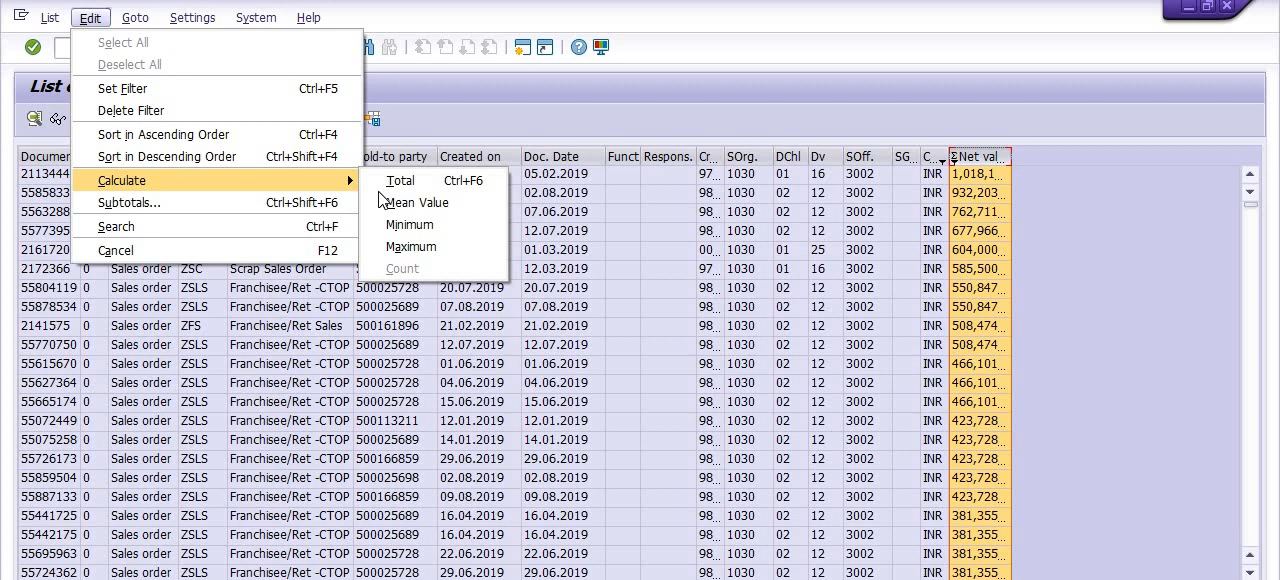 List Edit Goto Settings System Help
Select All
Deselect All
Set Filter Ctrl+F5
Delete Filter
Sort in Ascending Order Ctrl+F4
Sort in Descending Order Ctrl+Shift+F4
Calculate
Subtotals... Ctrl+Shift+F6
Search Ctrl+F
Cancel F12
Total Ctrl+F6
Mean Value
Minimum
Maximum
Count
List
Documen old-to party Created on Doc. Date Funct Respons. Cr... SOrg. DChl Dv SOff. SG... C... Σ Net val...
2113444 05.02.2019 97... 1030 01 16 3002 INR 1,018,1...
5585833 02.03.2019 98... 1030 02 12 3002 INR 932,203...
5563288 07.06.2019 98... 1030 02 12 3002 INR 762,711...
5577395 12.07.2019 98... 1030 02 12 3002 INR 677,966...
2161720 01.03.2019 00... 1030 01 25 3002 INR 604,000...
2172366 0 Sales order ZSC Scrap Sales Order 12.03.2019 97... 1030 01 16 3002 INR 585,500...
55804119 0 Sales order ZSLS Franchisee/Ret -CTOP 500025728 20.07.2019 20.07.2019 98... 1030 02 12 3002 INR 550,847...
55878534 0 Sales order ZSLS Franchisee/Ret -CTOP 500025689 07.08.2019 07.08.2019 98... 1030 02 12 3002 INR 550,847...
2141575 0 Sales order ZFS Franchisee/Ret Sales 500161896 21.02.2019 21.02.2019 98... 1030 02 12 3002 INR 508,474...
55770750 0 Sales order ZSLS Franchisee/Ret -CTOP 500025689 12.07.2019 12.07.2019 98... 1030 02 12 3002 INR 508,474...
55615670 0 Sales order ZSLS Franchisee/Ret -CTOP 500025728 01.06.2019 01.06.2019 98... 1030 02 12 3002 INR 466,101...
55627364 0 Sales order ZSLS Franchisee/Ret -CTOP 500025728 04.06.2019 04.06.2019 98... 1030 02 12 3002 INR 466,101...
55665174 0 Sales order ZSLS Franchisee/Ret -CTOP 500025728 15.06.2019 15.06.2019 98... 1030 02 12 3002 INR 466,101...
55072449 0 Sales order ZSLS Franchisee/Ret -CTOP 500113211 12.01.2019 12.01.2019 98... 1030 02 12 3002 INR 423,728...
55075258 0 Sales order ZSLS Franchisee/Ret -CTOP 500025689 14.01.2019 14.01.2019 98... 1030 02 12 3002 INR 423,728...
55726173 0 Sales order ZSLS Franchisee/Ret -CTOP 500166859 29.06.2019 29.06.2019 98... 1030 02 12 3002 INR 423,728...
55859504 0 Sales order ZSLS Franchisee/Ret -CTOP 500025698 02.08.2019 02.08.2019 98... 1030 02 12 3002 INR 423,728...
55887133 0 Sales order ZSLS Franchisee/Ret -CTOP 500166859 09.08.2019 09.08.2019 98... 1030 02 12 3002 INR 423,728...
55441725 0 Sales order ZSLS Franchisee/Ret -CTOP 500025689 16.04.2019 16.04.2019 98... 1030 02 12 3002 INR 381,355...
55442175 0 Sales order ZSLS Franchisee/Ret -CTOP 500025689 16.04.2019 16.04.2019 98... 1030 02 12 3002 INR 381,355...
55695963 0 Sales order ZSLS Franchisee/Ret -CTOP 500025728 22.06.2019 22.06.2019 98... 1030 02 12 3002 INR 381,355...
55724362 0 Sales order ZSLS Franchisee/Ret -CTOP 500025728 29.06.2019 29.06.2019 98... 1030 02 12 3002 INR 381,355...